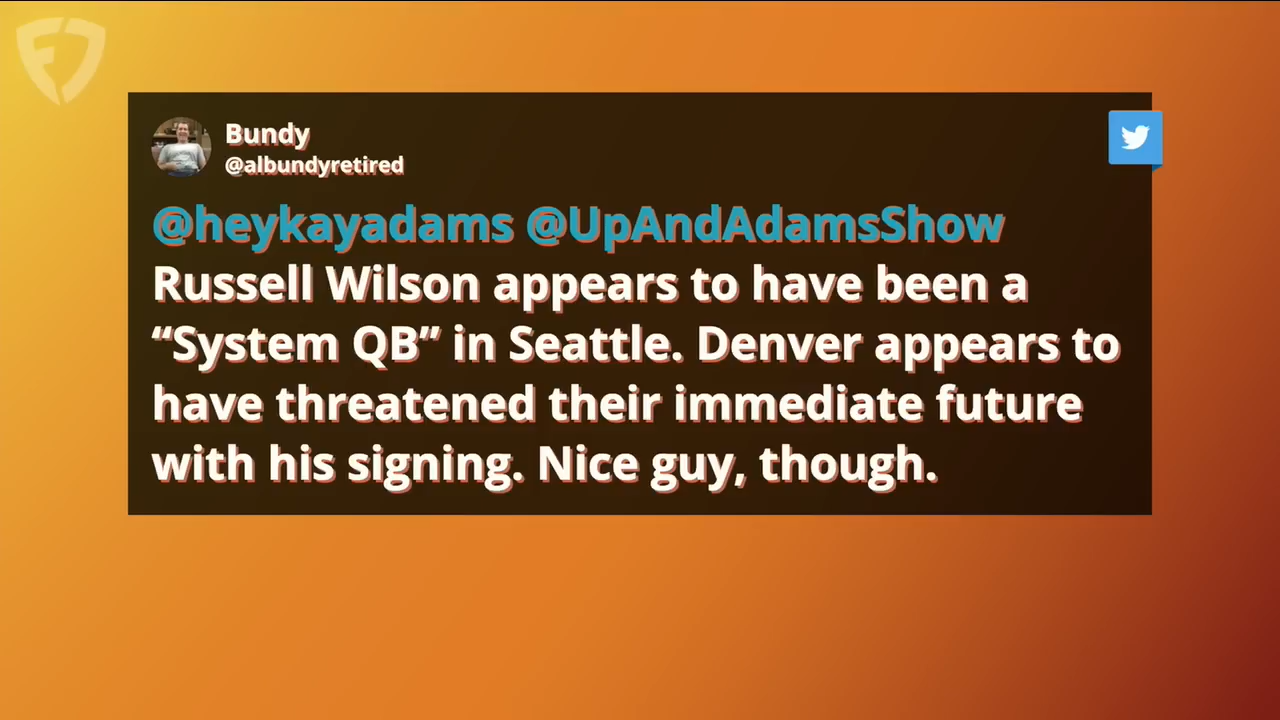 Bundy
@albundyretired
@heykayadams @UpAndAdamsShow
Russell Wilson appears to have been a
“System QB” in Seattle. Denver appears to
have threatened their immediate future
with his signing. Nice guy, though.